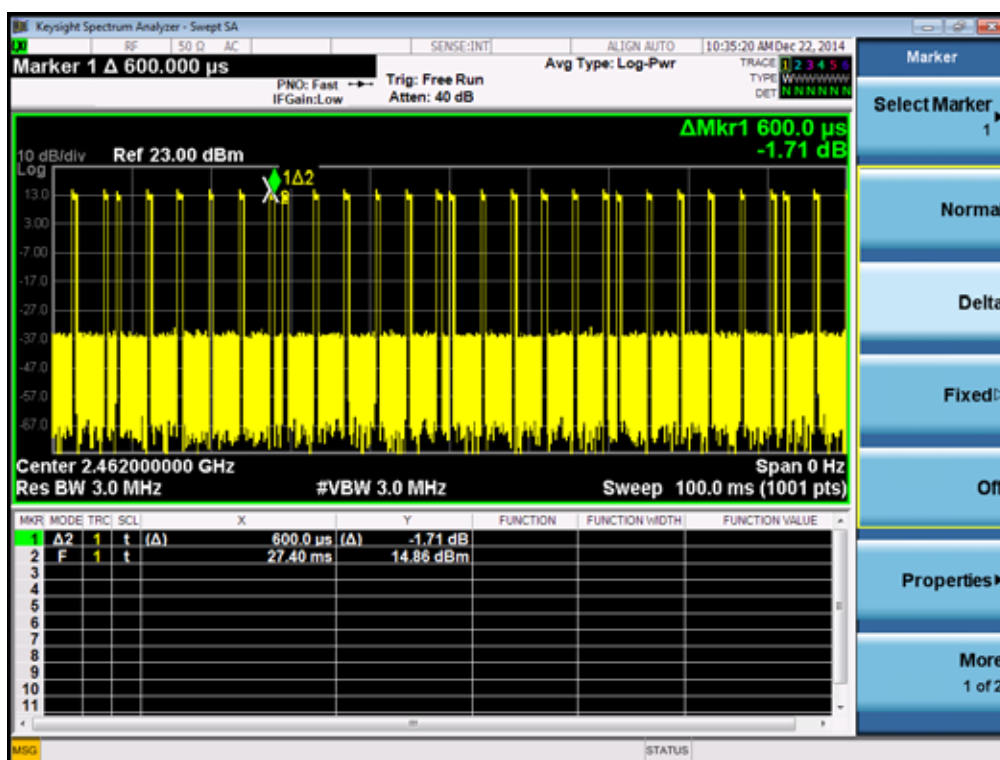 Keysight Spectrum Analyzer - Swept SA
LXI RF 50 Ω AC SENSE:INT ALIGN AUTO 10:35:20 AM Dec 22, 2014
Marker 1 Δ 600.000 µs
PNO: Fast
IFGain:Low
Trig: Free Run
Atten: 40 dB
Avg Type: Log-Pwr
TRACE 1 2 3 4 5 6
TYPE WWWWWWW
DET N N N N N N
ΔMkr1 600.0 µs
-1.71 dB
10 dB/div Ref 23.00 dBm
Log
1Δ2
13.0
3.00
-7.00
-17.0
-27.0
-37.0
-47.0
-57.0
-67.0
Center 2.462000000 GHz Span 0 Hz
Res BW 3.0 MHz #VBW 3.0 MHz Sweep 100.0 ms (1001 pts)
MKR MODE TRC SCL X Y FUNCTION FUNCTION WIDTH FUNCTION VALUE
1 Δ2 1 t (Δ) 600.0 µs (Δ) -1.71 dB
2 F 1 t 27.40 ms 14.86 dBm
3
4
5
6
7
8
9
10
11
MSG STATUS
Marker
Select Marker
1
Norma
Delta
Fixed
Off
Properties
More
1 of 2